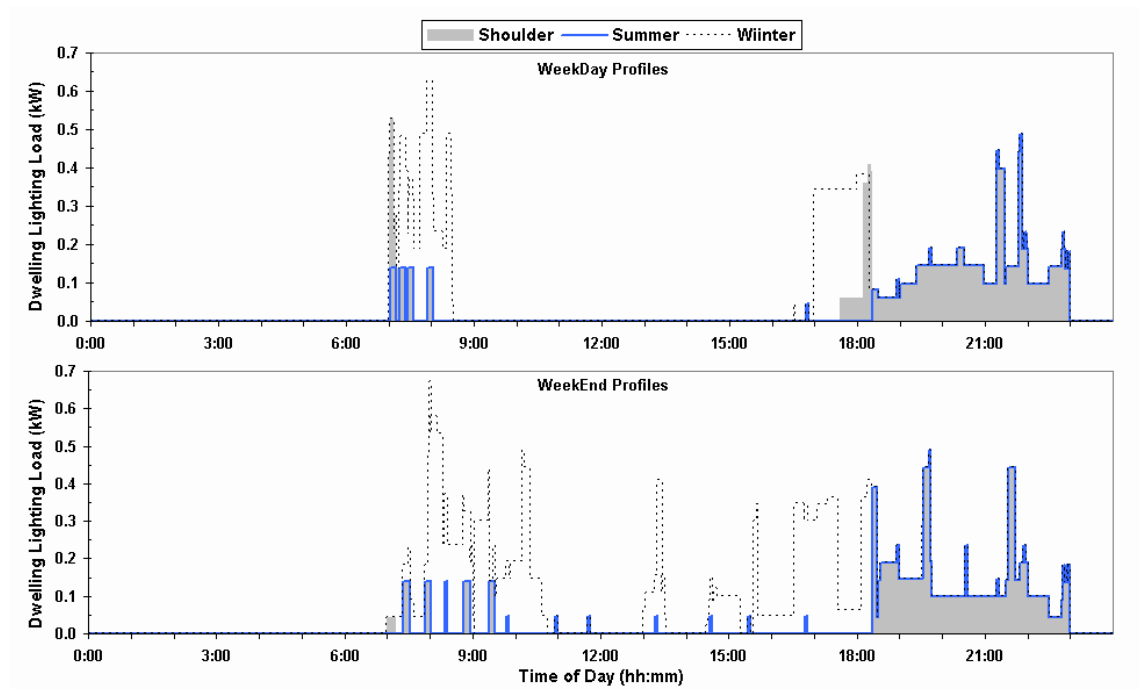 Shoulder Summer Wiinter
WeekDay Profiles
Dwelling Lighting Load (kW)
0.7
0.6
0.5
0.4
0.3
0.2
0.1
0.0
0:00 3:00 6:00 9:00 12:00 15:00 18:00 21:00
WeekEnd Profiles
Dwelling Lighting Load (kW)
0.7
0.6
0.5
0.4
0.3
0.2
0.1
0.0
0:00 3:00 6:00 9:00 12:00 15:00 18:00 21:00
Time of Day (hh:mm)